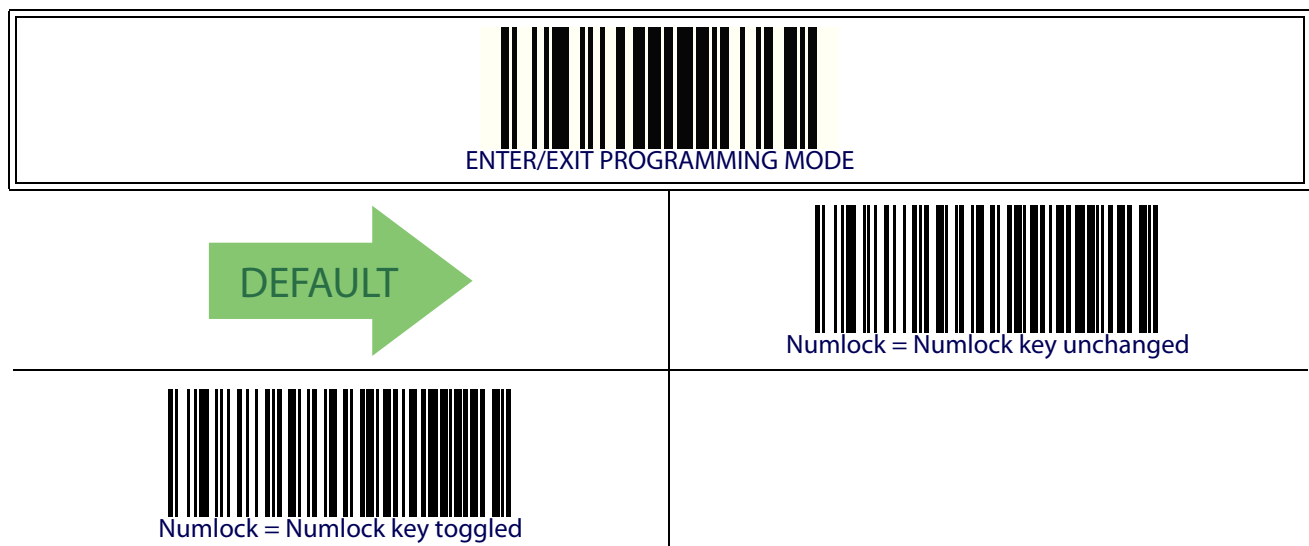 ENTER/EXIT PROGRAMMING MODE
DEFAULT
Numlock = Numlock key unchanged
Numlock = Numlock key toggled